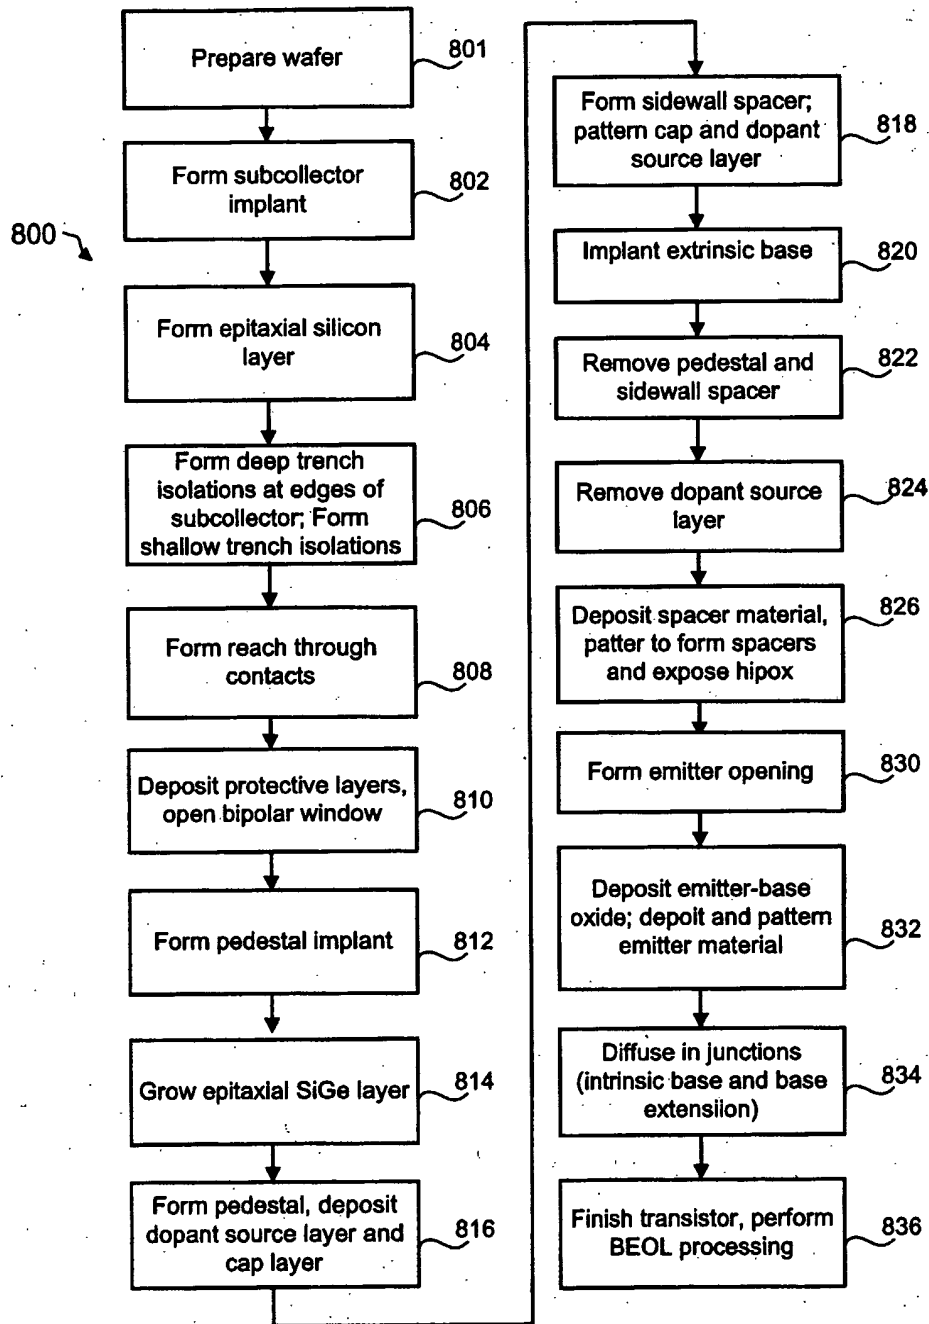 Prepare wafer
801
Form subcollector
implant
802
800
Form epitaxial silicon
layer
804
Form deep trench
isolations at edges of
subcollector; Form
shallow trench isolations
806
Form reach through
contacts
808
Deposit protective layers,
open bipolar window
810
Form pedestal implant
812
Grow epitaxial SiGe layer
814
Form pedestal, deposit
dopant source layer and
cap layer
816
Form sidewall spacer;
pattern cap and dopant
source layer
818
Implant extrinsic base
820
Remove pedestal and
sidewall spacer
822
Remove dopant source
layer
824
Deposit spacer material,
patter to form spacers
and expose hipox
826
Form emitter opening
830
Deposit emitter-base
oxide; depoit and pattern
emitter material
832
Diffuse in junctions
(intrinsic base and base
extensiion)
834
Finish transistor, perform
BEOL processing
836